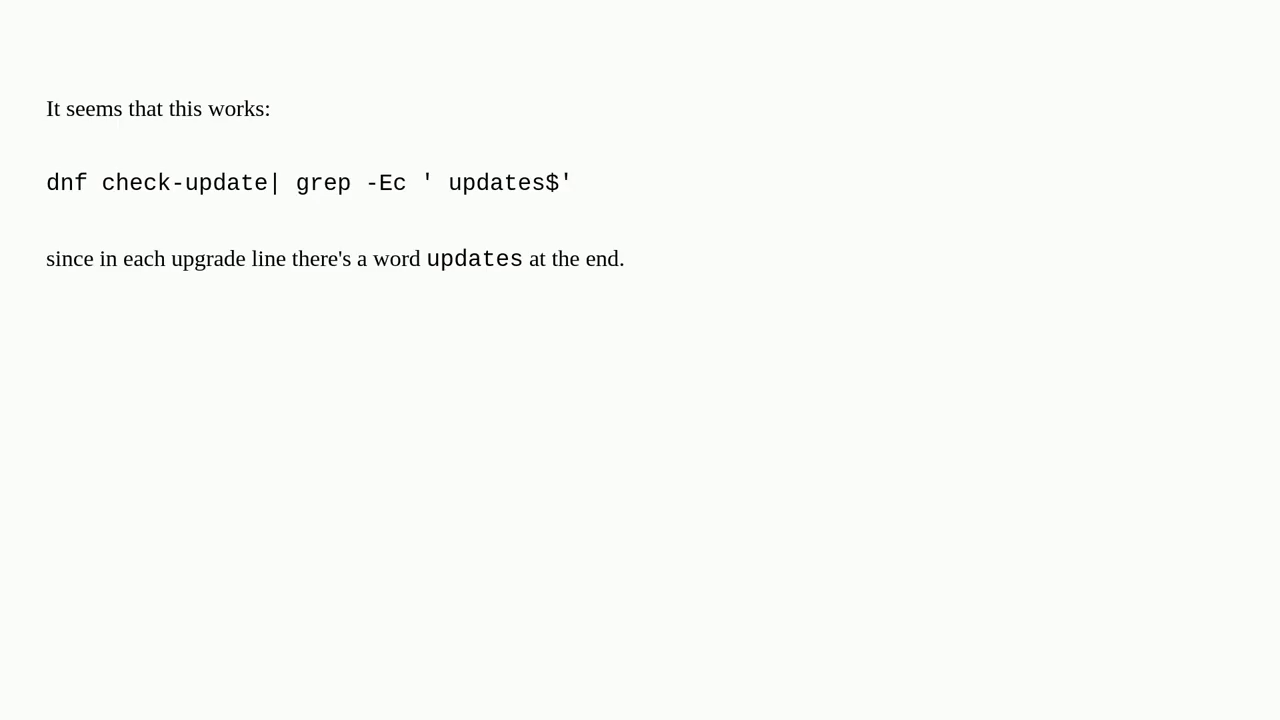 It seems that this works:
dnf check-update| grep -Ec ' updates$'
since in each upgrade line there's a word updates at the end.